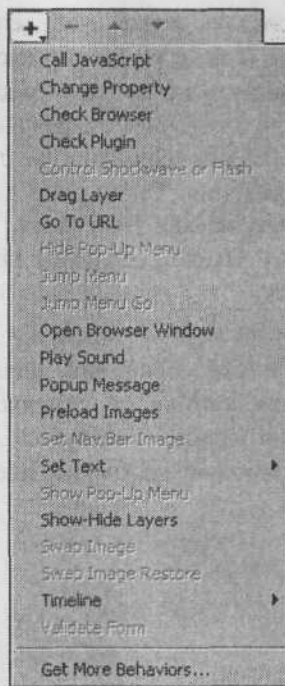 Call JavaScript
Change Property
Check Browser
Check Plugin
Control Shockwave or Flash
Drag Layer
Go To URL
Hide Pop-Up Menu
Jump Menu
Jump Menu Go
Open Browser Window
Play Sound
Popup Message
Preload Images
Set Nav Bar Image
Set Text
Show Pop-Up Menu
Show-Hide Layers
Swap Image
Swap Image Restore
Timeline
Validate Form
Get More Behaviors...